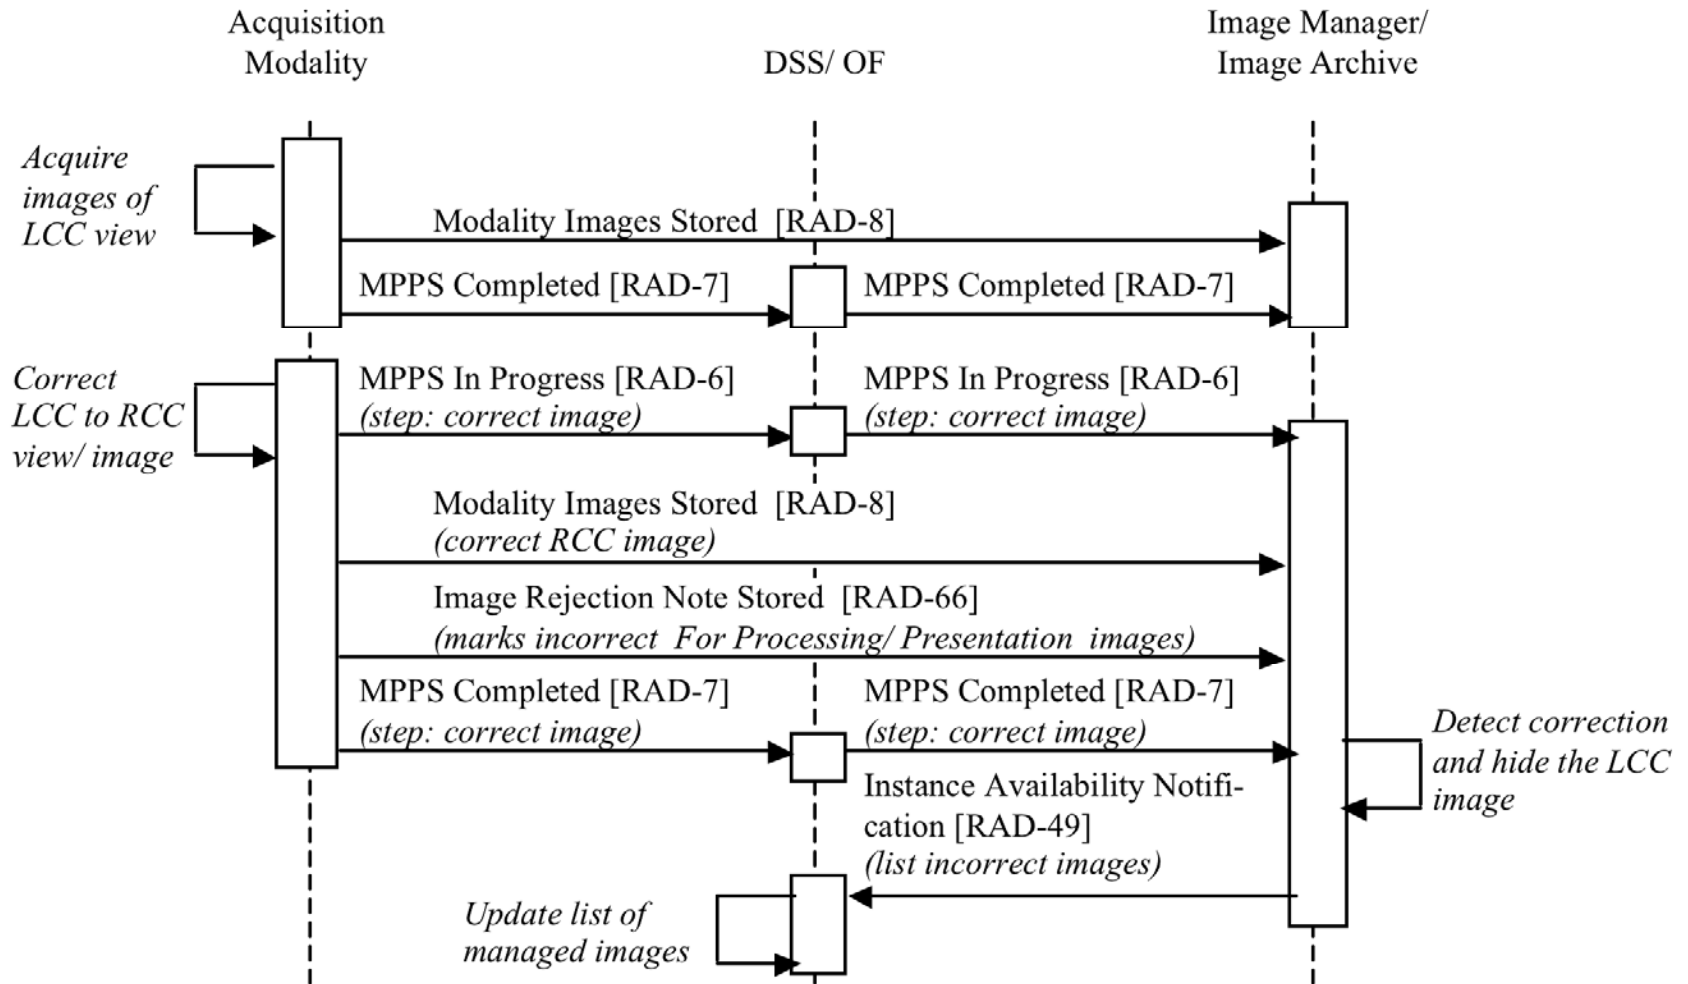 Acquisition
Modality
DSS/ OF
Image Manager/
Image Archive
Acquire
images of
LCC view
Modality Images Stored  [RAD-8]
MPPS Completed [RAD-7]
MPPS Completed [RAD-7]
Correct
LCC to RCC
view/ image
MPPS In Progress [RAD-6]
(step: correct image)
MPPS In Progress [RAD-6]
(step: correct image)
Modality Images Stored  [RAD-8]
(correct RCC image)
Image Rejection Note Stored  [RAD-66]
(marks incorrect  For Processing/ Presentation  images)
MPPS Completed [RAD-7]
(step: correct image)
MPPS Completed [RAD-7]
(step: correct image)
Detect correction
and hide the LCC
image
Instance Availability Notifi-
cation [RAD-49]
(list incorrect images)
Update list of
managed images